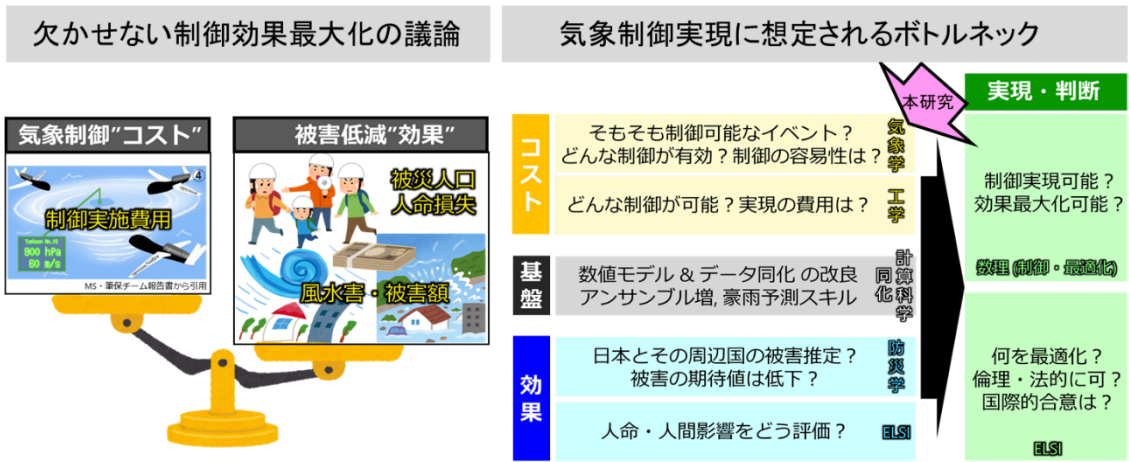 欠かせない制御効果最大化の議論
気象制御”コスト”
④
制御実施費用
900 hPa
60 m/s
MS・筆保チーム報告書から引用
被害低減”効果”
被災人口
人命損失
風水害・被害額
気象制御実現に想定されるボトルネック
本研究
実現・判断
コスト
そもそも制御可能なイベント？
どんな制御が有効？制御の容易性は？
気象学
どんな制御が可能？実現の費用は？
工学
基盤
数値モデル & データ同化 の改良
アンサンブル増, 豪雨予測スキル
計算科学
同化
効果
日本とその周辺国の被害推定？
被害の期待値は低下？
防災学
人命・人間影響をどう評価？
ELSI
制御実現可能？
効果最大化可能？
数理 (制御・最適化)
何を最適化？
倫理・法的に可？
国際的合意は？
ELSI